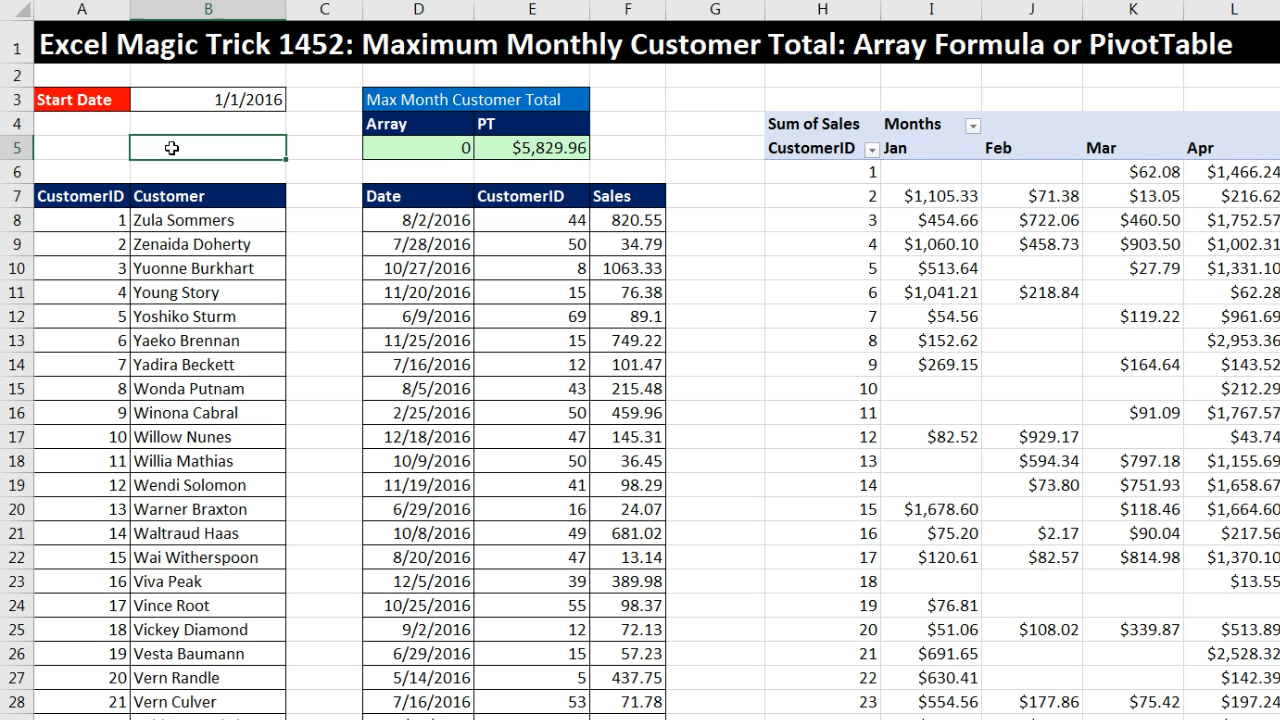 A B C D E F G H I J K L
1 Excel Magic Trick 1452: Maximum Monthly Customer Total: Array Formula or PivotTable
2
3 Start Date 1/1/2016 Max Month Customer Total
4 Array PT Sum of Sales Months
5 0 $5,829.96 CustomerID Jan Feb Mar Apr
6 1 $62.08 $1,466.24
7 CustomerID Customer Date CustomerID Sales 2 $1,105.33 $71.38 $13.05 $216.62
8 1 Zula Sommers 8/2/2016 44 820.55 3 $454.66 $722.06 $460.50 $1,752.57
9 2 Zenaida Doherty 7/28/2016 50 34.79 4 $1,060.10 $458.73 $903.50 $1,002.31
10 3 Yuonne Burkhart 10/27/2016 8 1063.33 5 $513.64 $27.79 $1,331.10
11 4 Young Story 11/20/2016 15 76.38 6 $1,041.21 $218.84 $62.28
12 5 Yoshiko Sturm 6/9/2016 69 89.1 7 $54.56 $119.22 $961.69
13 6 Yaeko Brennan 11/25/2016 15 749.22 8 $152.62 $2,953.36
14 7 Yadira Beckett 7/16/2016 12 101.47 9 $269.15 $164.64 $143.52
15 8 Wonda Putnam 8/5/2016 43 215.48 10 $212.29
16 9 Winona Cabral 2/25/2016 50 459.96 11 $91.09 $1,767.57
17 10 Willow Nunes 12/18/2016 47 145.31 12 $82.52 $929.17 $43.74
18 11 Willia Mathias 10/9/2016 50 36.45 13 $594.34 $797.18 $1,155.69
19 12 Wendi Solomon 11/19/2016 41 98.29 14 $73.80 $751.93 $1,658.67
20 13 Warner Braxton 6/29/2016 16 24.07 15 $1,678.60 $118.46 $1,664.60
21 14 Waltraud Haas 10/8/2016 49 681.02 16 $75.20 $2.17 $90.04 $217.56
22 15 Wai Witherspoon 8/20/2016 47 13.14 17 $120.61 $82.57 $814.98 $1,370.10
23 16 Viva Peak 12/5/2016 39 389.98 18 $13.55
24 17 Vince Root 10/25/2016 55 98.37 19 $76.81
25 18 Vickey Diamond 9/2/2016 12 72.13 20 $51.06 $108.02 $339.87 $513.89
26 19 Vesta Baumann 6/29/2016 15 57.23 21 $691.65 $2,528.32
27 20 Vern Randle 5/14/2016 5 437.75 22 $630.41 $142.39
28 21 Vern Culver 7/16/2016 53 71.78 23 $554.56 $177.86 $75.42 $197.24